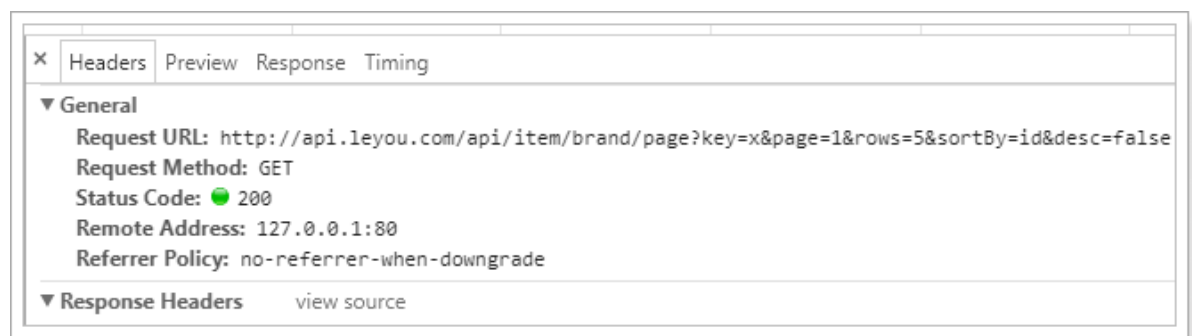 × Headers Preview Response Timing
▼ General
Request URL: http://api.leyou.com/api/item/brand/page?key=x&page=1&rows=5&sortBy=id&desc=false
Request Method: GET
Status Code: 200
Remote Address: 127.0.0.1:80
Referrer Policy: no-referrer-when-downgrade
▼ Response Headers view source